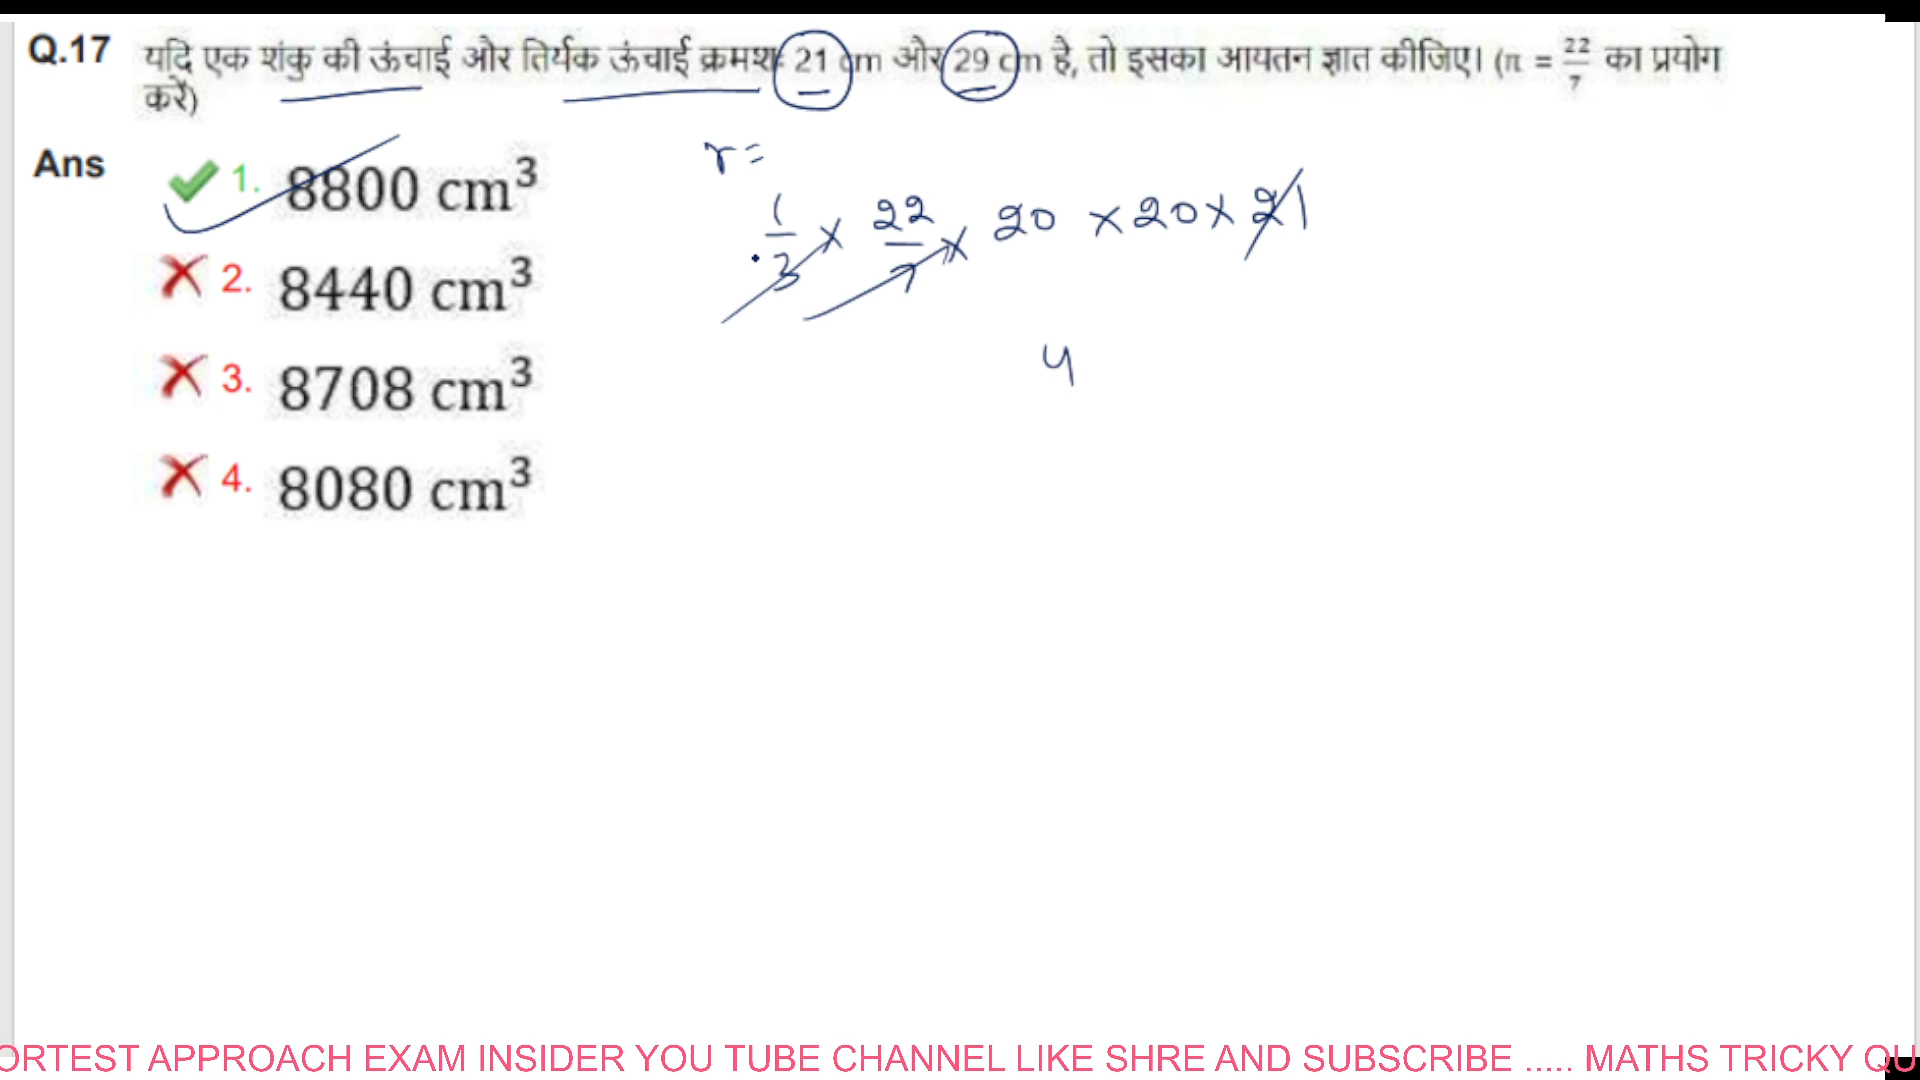 Q.17 यदि एक शंकु की ऊंचाई और तिर्यक ऊंचाई क्रमशः 21 cm और 29 cm है, तो इसका आयतन ज्ञात कीजिए। (π = 22/7 का प्रयोग
करें)
Ans 1. 8800 cm³
r=
1/3 × 22/7 × 20 × 20 × 21
2. 8440 cm³
4
3. 8708 cm³
4. 8080 cm³
ORTEST APPROACH EXAM INSIDER YOU TUBE CHANNEL LIKE SHRE AND SUBSCRIBE ..... MATHS TRICKY QU